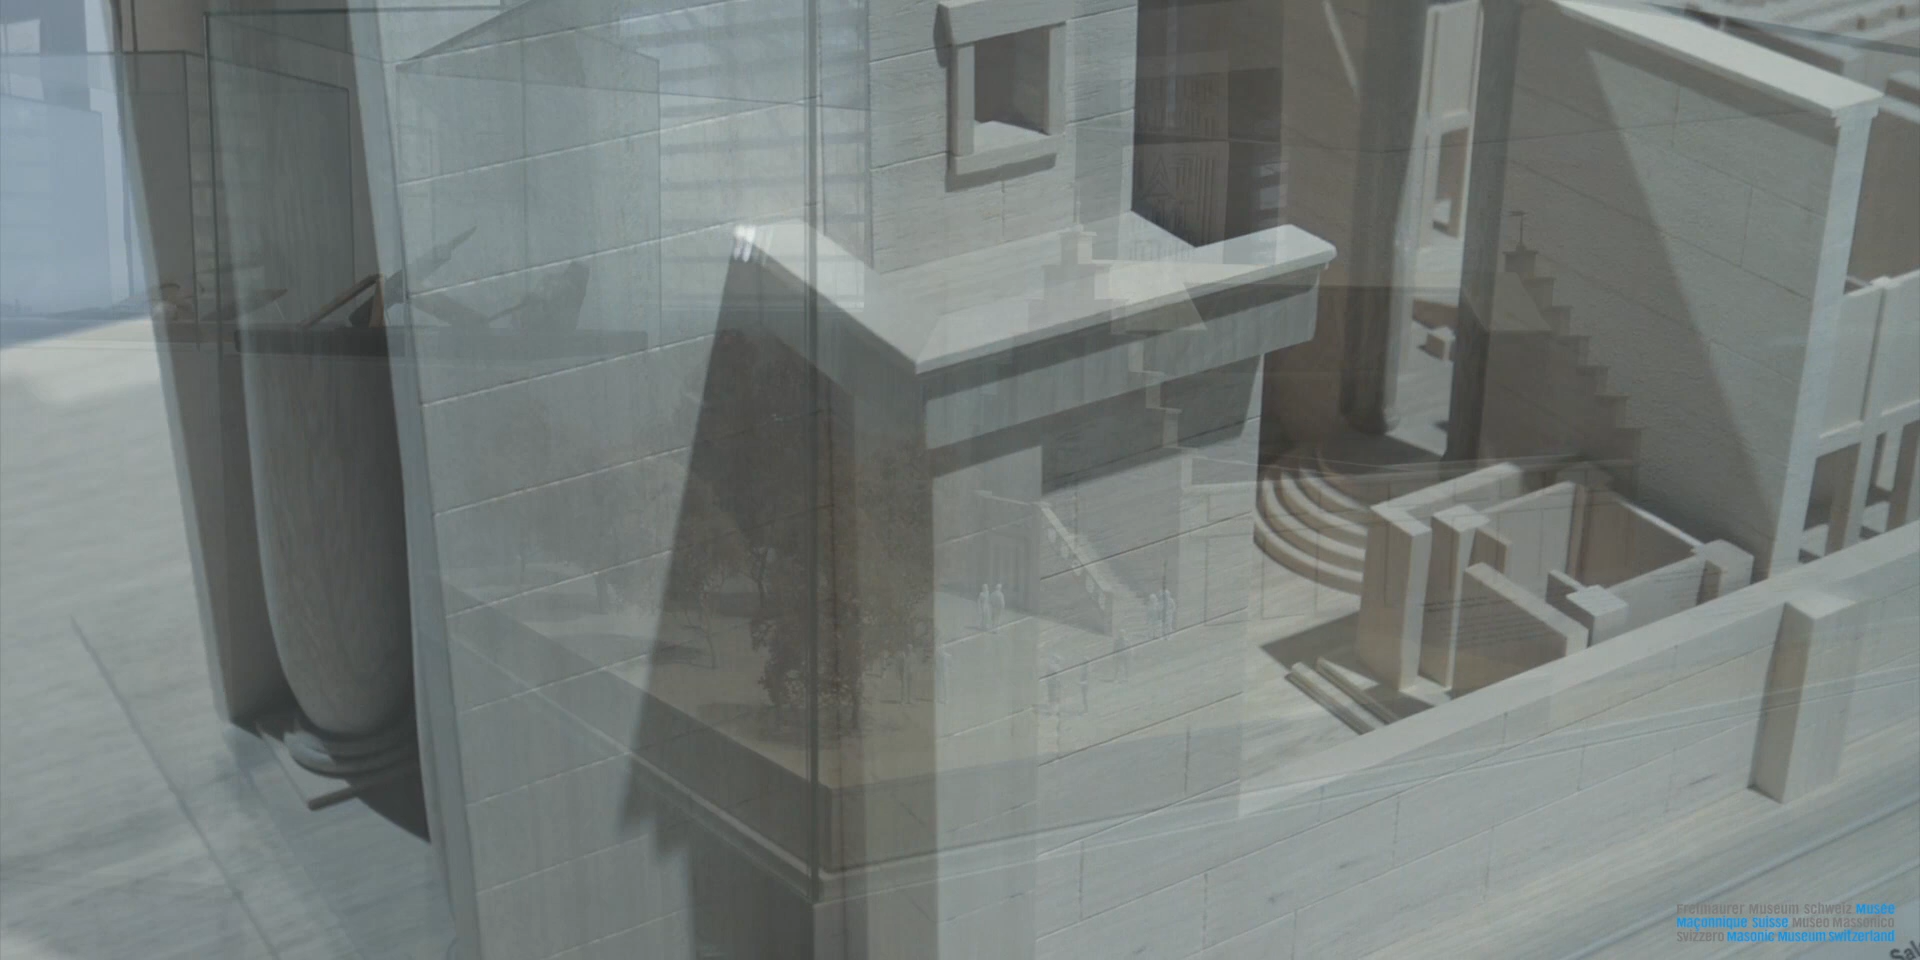 Freimaurer Museum Schweiz Musée
Maçonnique Suisse Museo Massonico
Svizzero Masonic Museum Switzerland